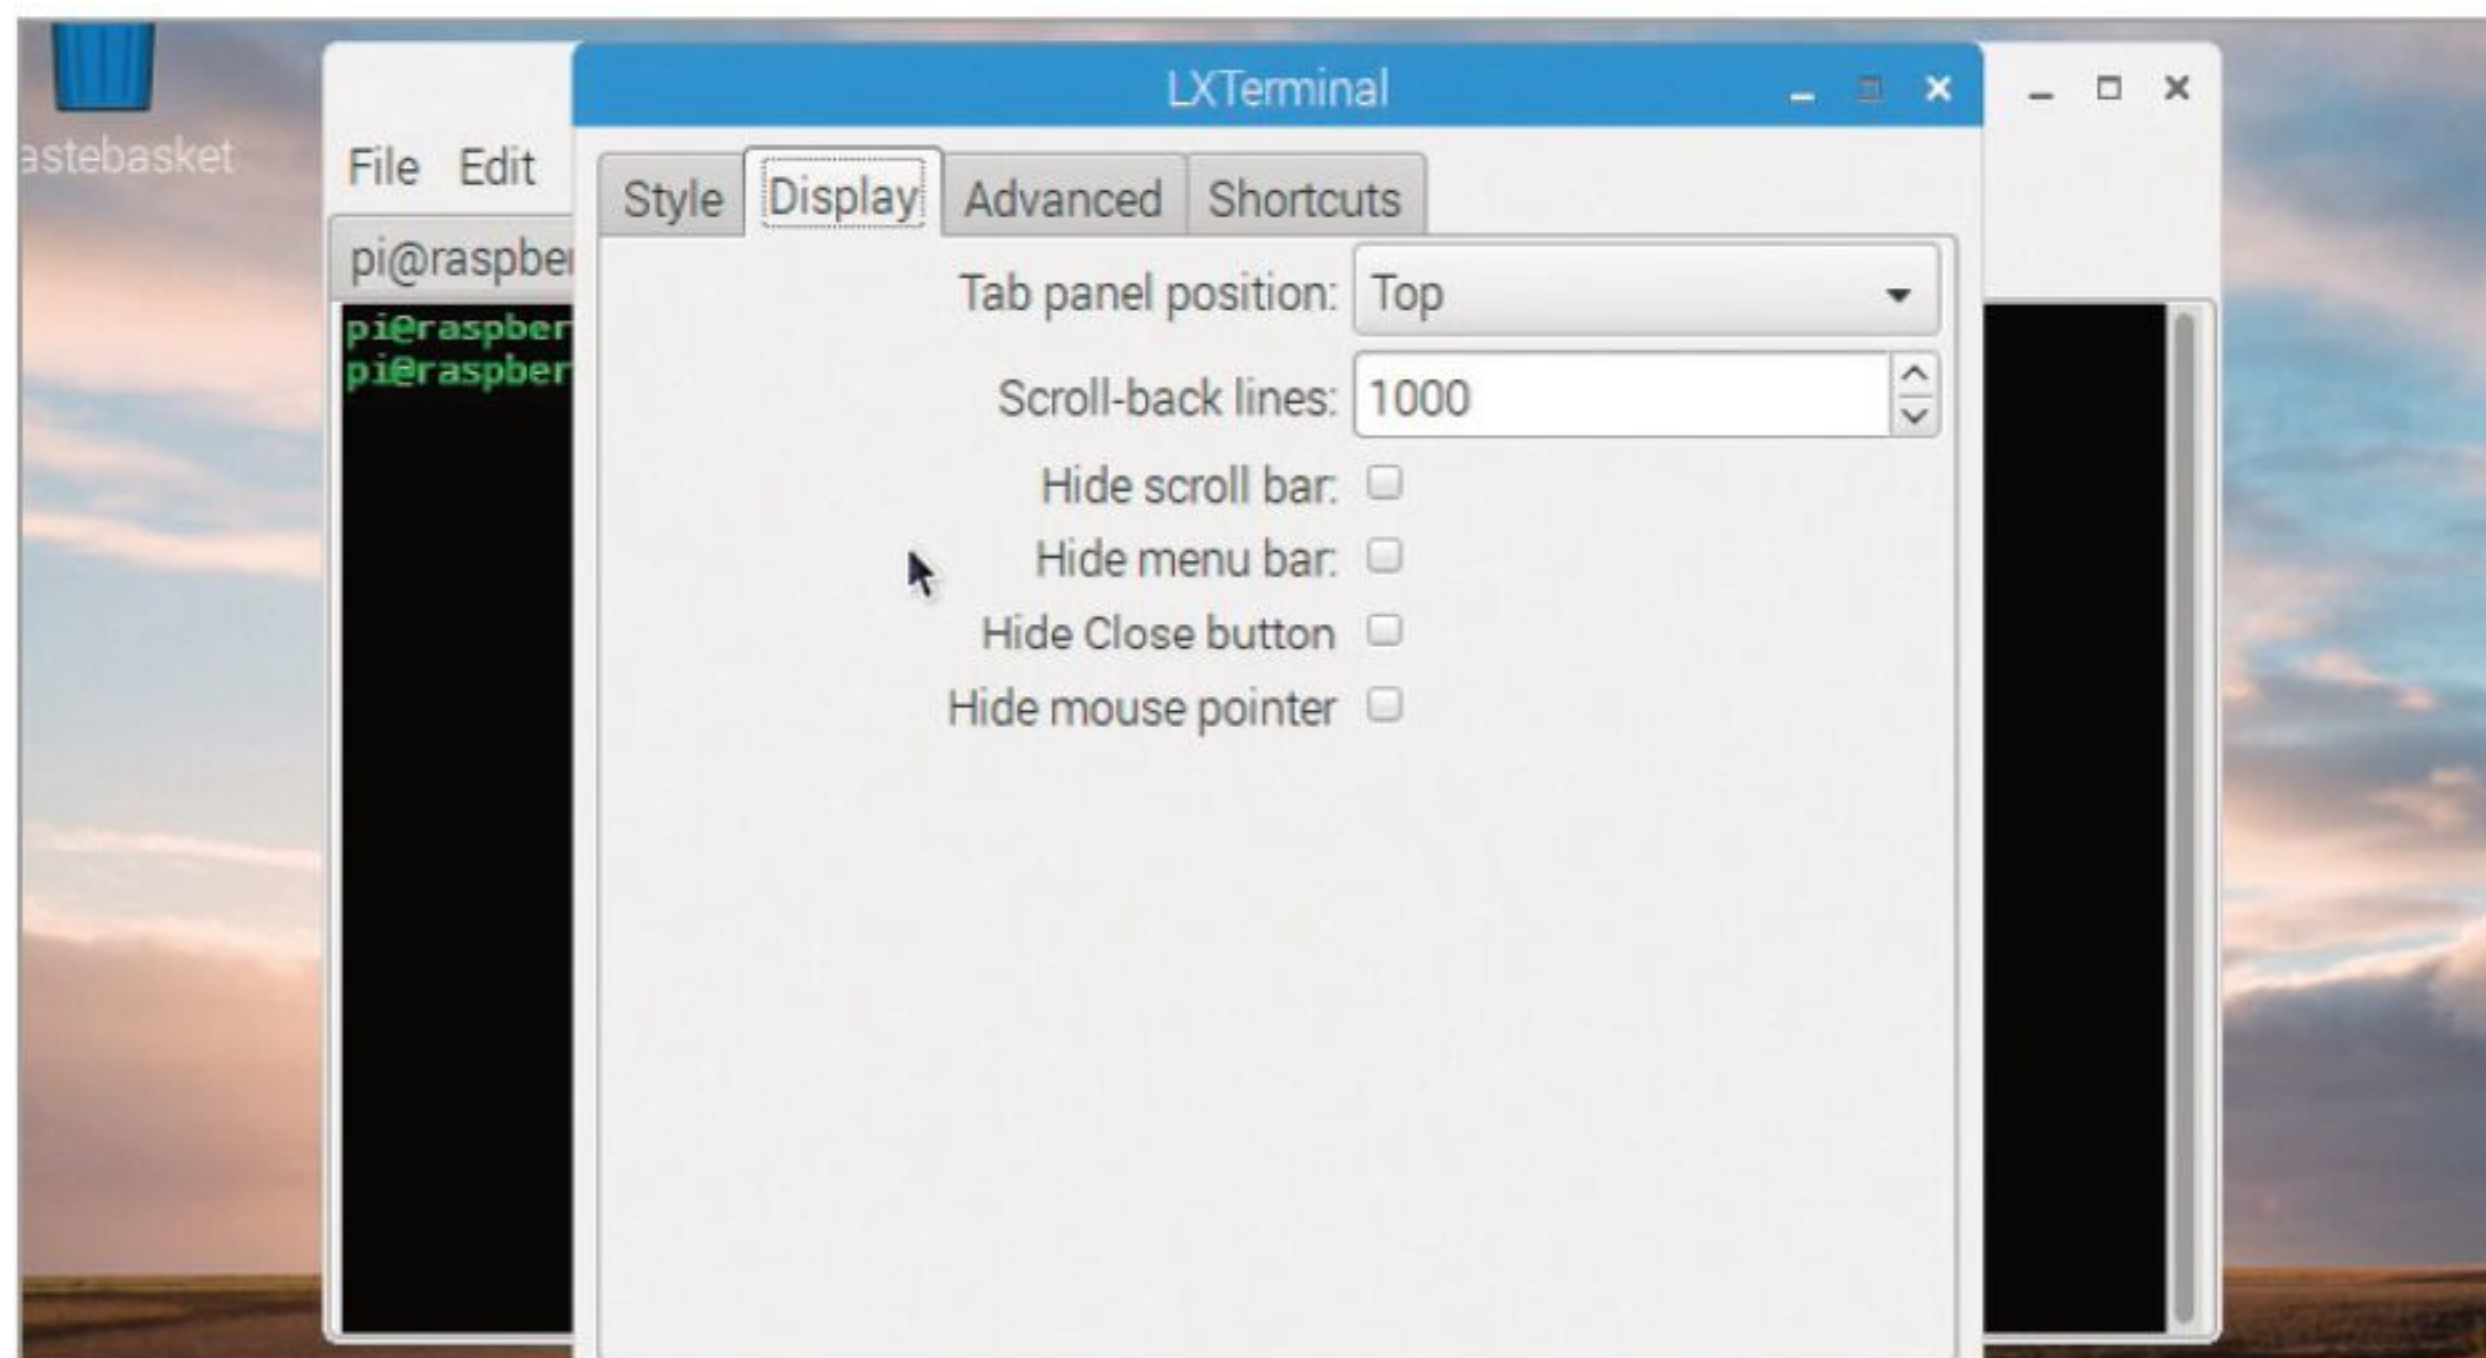 LXTerminal
astebasket
File Edit
Style Display Advanced Shortcuts
pi@raspber
Tab panel position: Top
pi@raspber
pi@raspber
Scroll-back lines: 1000
Hide scroll bar:
Hide menu bar:
Hide Close button
Hide mouse pointer